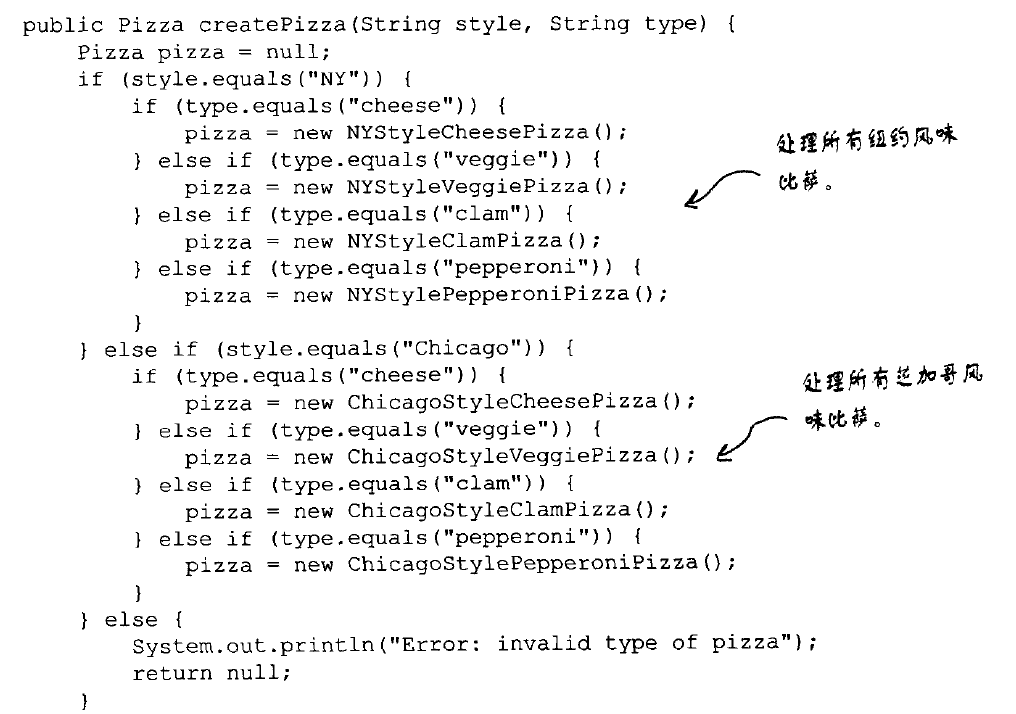 public Pizza createPizza(String style, String type) {
Pizza pizza = null;
if (style.equals("NY")) {
if (type.equals("cheese")) {
pizza = new NYStyleCheesePizza();
} else if (type.equals("veggie")) {
pizza = new NYStyleVeggiePizza();
} else if (type.equals("clam")) {
pizza = new NYStyleClamPizza();
} else if (type.equals("pepperoni")) {
pizza = new NYStylePepperoniPizza();
}
} else if (style.equals("Chicago")) {
if (type.equals("cheese")) {
pizza = new ChicagoStyleCheesePizza();
} else if (type.equals("veggie")) {
pizza = new ChicagoStyleVeggiePizza();
} else if (type.equals("clam")) {
pizza = new ChicagoStyleClamPizza();
} else if (type.equals("pepperoni")) {
pizza = new ChicagoStylePepperoniPizza();
}
} else {
System.out.println("Error: invalid type of pizza");
return null;
}
处理所有纽约风味
比萨。
处理所有芝加哥风
味比萨。